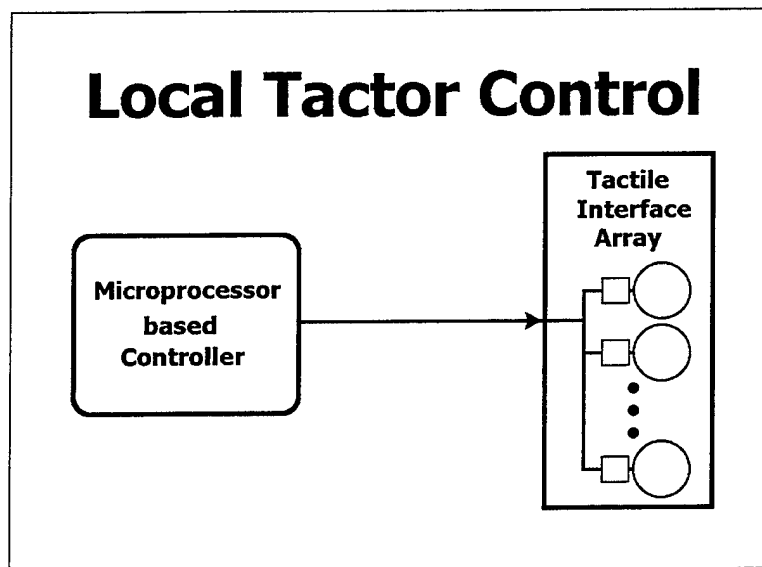 Local Tactor Control
Tactile
Interface
Array
Microprocessor
based
Controller